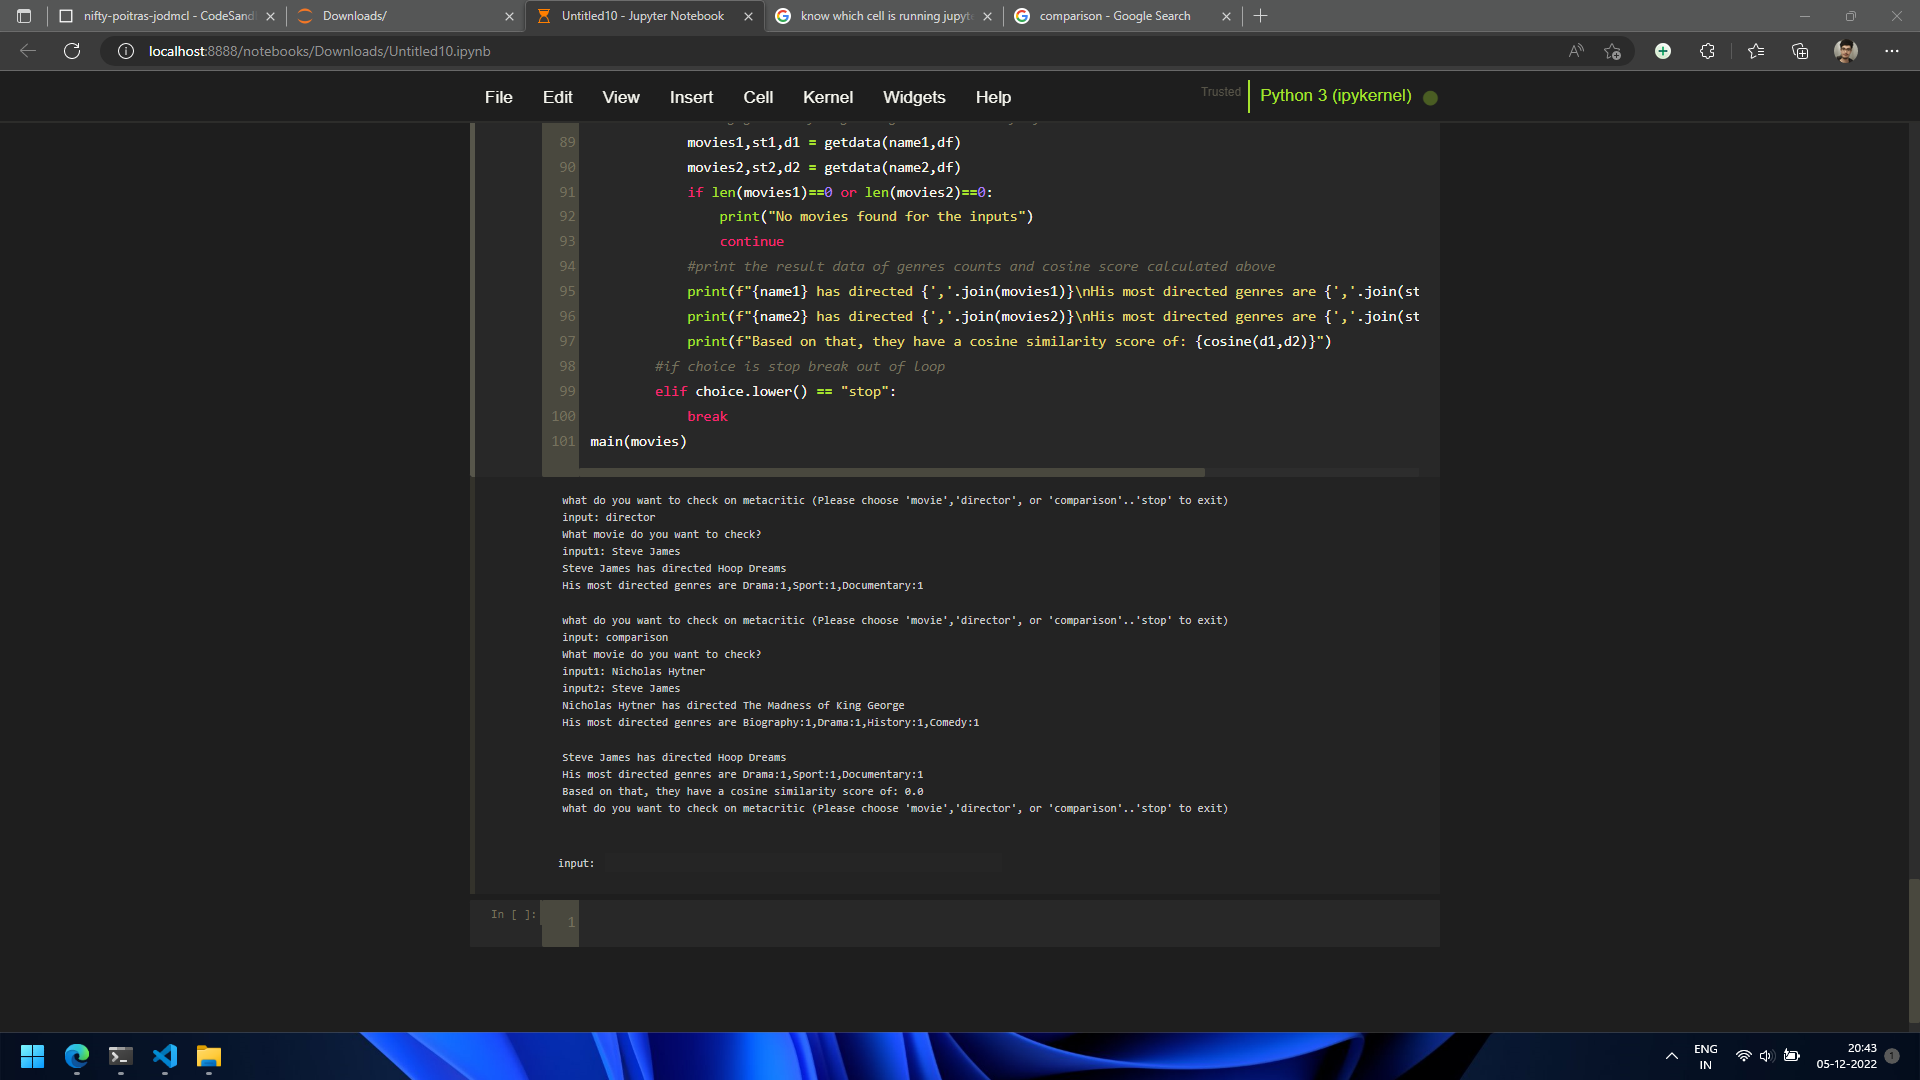 nifty-poitras-jodmcl - CodeSand
Downloads/
Untitled10 - Jupyter Notebook
know which cell is running jupyte
comparison - Google Search
localhost:8888/notebooks/Downloads/Untitled10.ipynb
File Edit View Insert Cell Kernel Widgets Help
Trusted
Python 3 (ipykernel)
89 movies1,st1,d1 = getdata(name1,df)
90 movies2,st2,d2 = getdata(name2,df)
91 if len(movies1)==0 or len(movies2)==0:
92 print("No movies found for the inputs")
93 continue
94 #print the result data of genres counts and cosine score calculated above
95 print(f"{name1} has directed {','.join(movies1)}\nHis most directed genres are {','.join(st
96 print(f"{name2} has directed {','.join(movies2)}\nHis most directed genres are {','.join(st
97 print(f"Based on that, they have a cosine similarity score of: {cosine(d1,d2)}")
98 #if choice is stop break out of loop
99 elif choice.lower() == "stop":
100 break
101 main(movies)
what do you want to check on metacritic (Please choose 'movie','director', or 'comparison'..'stop' to exit)
input: director
What movie do you want to check?
input1: Steve James
Steve James has directed Hoop Dreams
His most directed genres are Drama:1,Sport:1,Documentary:1
what do you want to check on metacritic (Please choose 'movie','director', or 'comparison'..'stop' to exit)
input: comparison
What movie do you want to check?
input1: Nicholas Hytner
input2: Steve James
Nicholas Hytner has directed The Madness of King George
His most directed genres are Biography:1,Drama:1,History:1,Comedy:1
Steve James has directed Hoop Dreams
His most directed genres are Drama:1,Sport:1,Documentary:1
Based on that, they have a cosine similarity score of: 0.0
what do you want to check on metacritic (Please choose 'movie','director', or 'comparison'..'stop' to exit)
input:
In [ ]:
1
ENG
IN
20:43
05-12-2022
1